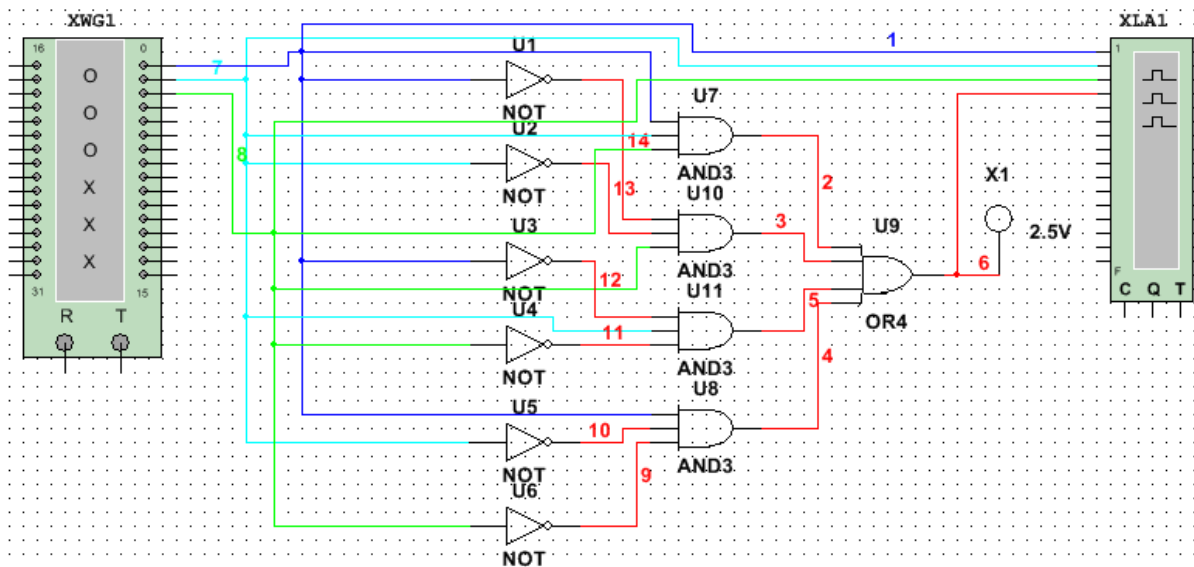 XWG1
16 0
O
O
O
X
X
X
31 15
R T
7
8
U1
NOT
U2
NOT
U3
NOT
U4
NOT
U5
NOT
U6
NOT
14
13
12
11
10
9
U7
AND3
U10
AND3
U11
AND3
U8
AND3
2
3
5
4
U9
OR4
6
X1
2.5V
1
XLA1
1
F
C Q T